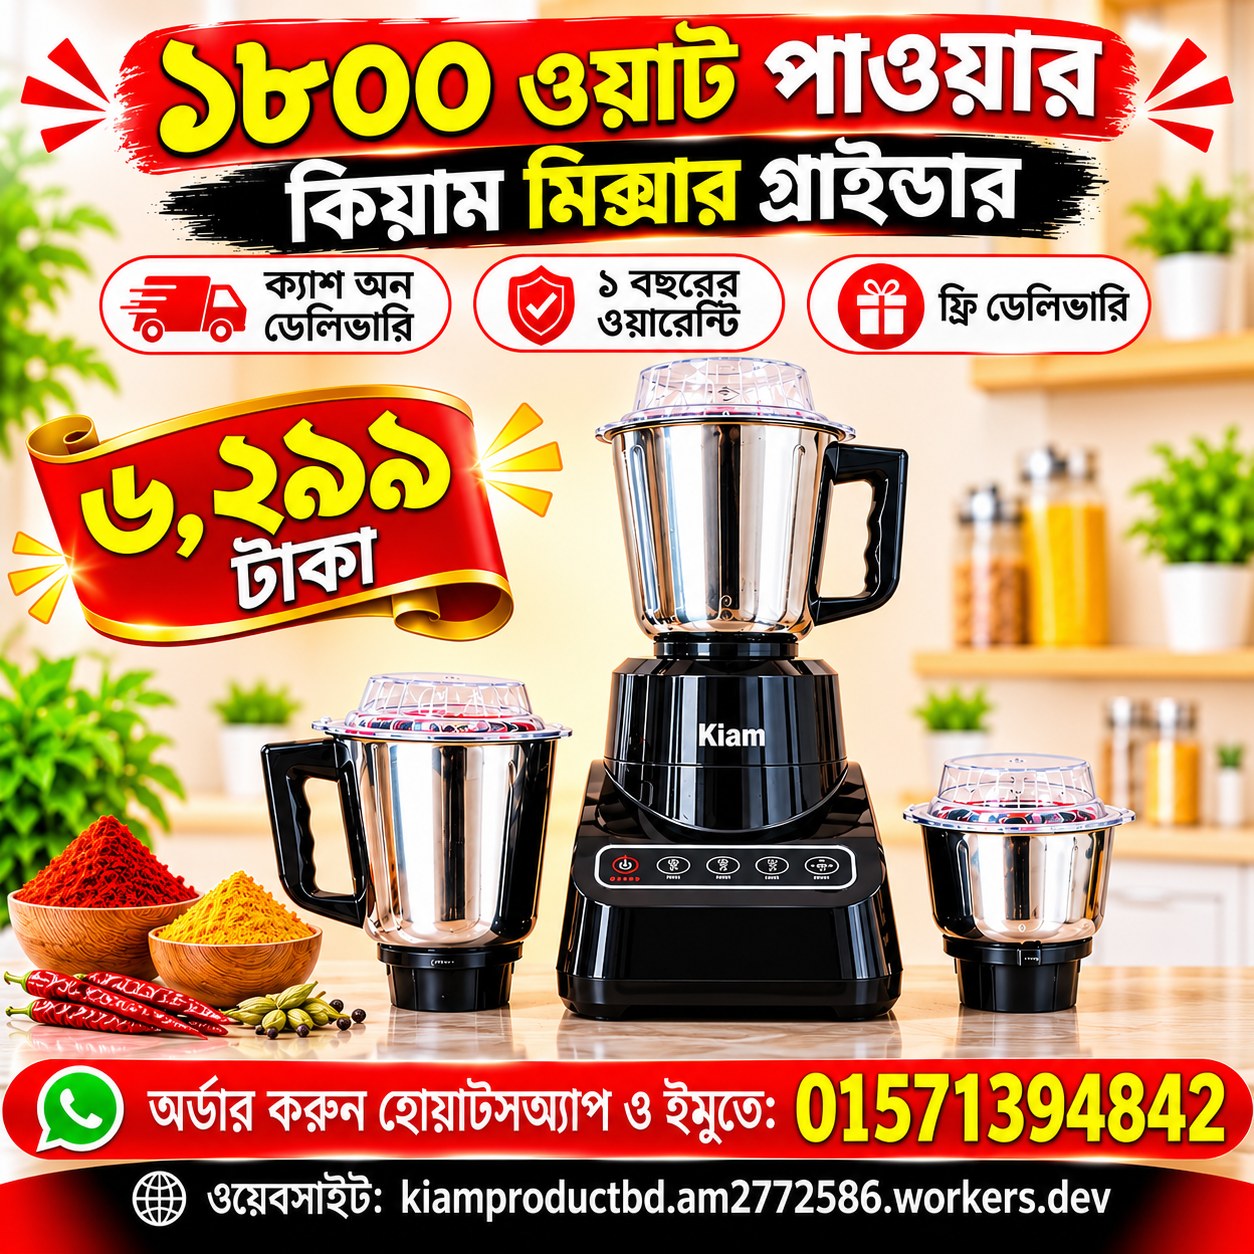 ১৮০০ ওয়াট পাওয়ার
কিয়াম মিক্সার গ্রাইন্ডার
ক্যাশ অন
ডেলিভারি
১ বছরের
ওয়ারেন্টি
ফ্রি ডেলিভারি
৬,২৯৯
টাকা
Kiam
অর্ডার করুন হোয়াটসঅ্যাপ ও ইমুতে: 01571394842
ওয়েবসাইট: kiamproductbd.am2772586.workers.dev